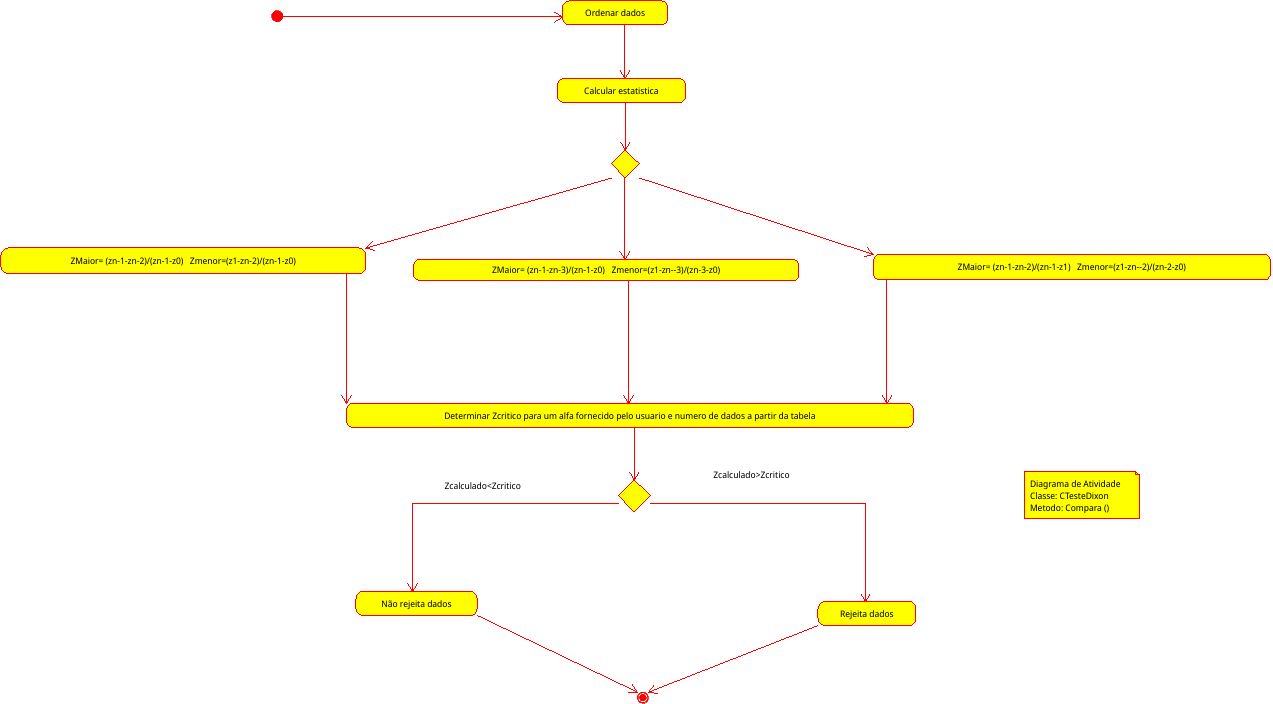 Ordenar dados
Calcular estatistica
ZMaior= (zn-1-zn-2)/(zn-1-z0)   Zmenor=(z1-zn-2)/(zn-1-z0)
ZMaior= (zn-1-zn-3)/(zn-1-z0)   Zmenor=(z1-zn--3)/(zn-3-z0)
ZMaior= (zn-1-zn-2)/(zn-1-z1)   Zmenor=(z1-zn--2)/(zn-2-z0)
Determinar Zcritico para um alfa fornecido pelo usuario e numero de dados a partir da tabela
Zcalculado<Zcritico
Zcalculado>Zcritico
Diagrama de Atividade
Classe: CTesteDixon
Metodo: Compara ()
Não rejeita dados
Rejeita dados